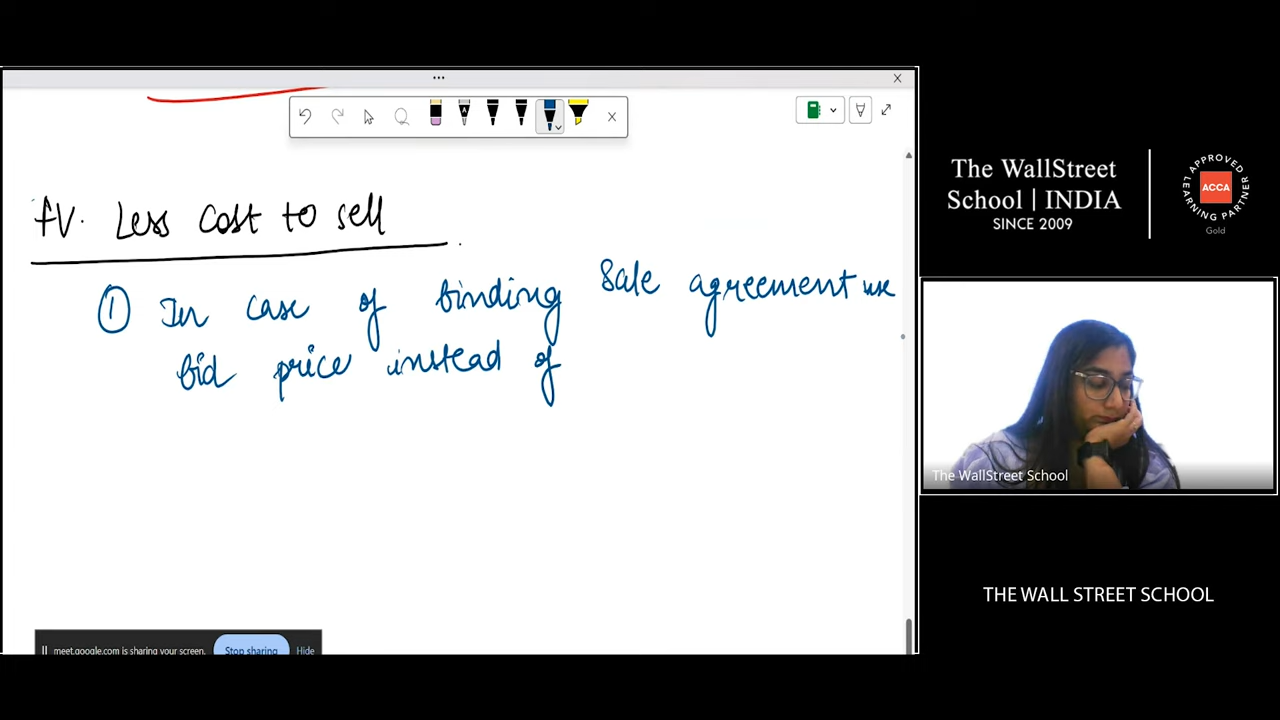 The WallStreet
School | INDIA
SINCE 2009
APPROVED
LEARNING PARTNER
ACCA
Gold
FV. Less cost to sell
① In case of binding sale agreement use
bid price instead of
The WallStreet School
THE WALL STREET SCHOOL
meet.google.com is sharing your screen.
Stop sharing
Hide